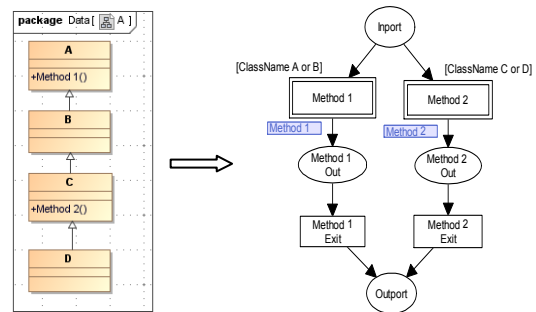 package Data [ A ]
A
+Method 1()
B
C
+Method 2()
D
Inport
[ClassName A or B]
[ClassName C or D]
Method 1
Method 2
Method 1
Method 2
Method 1
Out
Method 2
Out
Method 1
Exit
Method 2
Exit
Outport